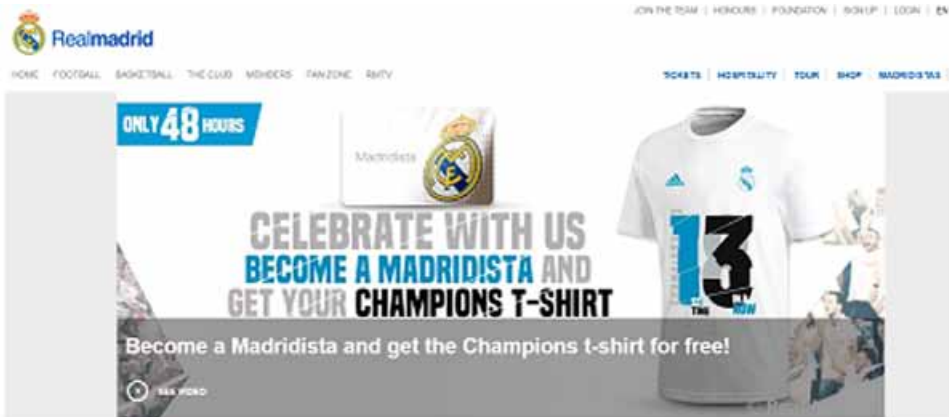 JOIN THE TEAM | HONOURS | FOUNDATION | SIGN UP | LOGIN | EN
Realmadrid
HOME FOOTBALL BASKETBALL THE CLUB MEMBERS FAN ZONE RMTV
TICKETS | HOSPITALITY | TOUR | SHOP | MADRIDISTAS
ONLY 48 HOURS
Madridista
CELEBRATE WITH US
BECOME A MADRIDISTA AND
GET YOUR CHAMPIONS T-SHIRT
13
Become a Madridista and get the Champions t-shirt for free!
SEE VIDEO